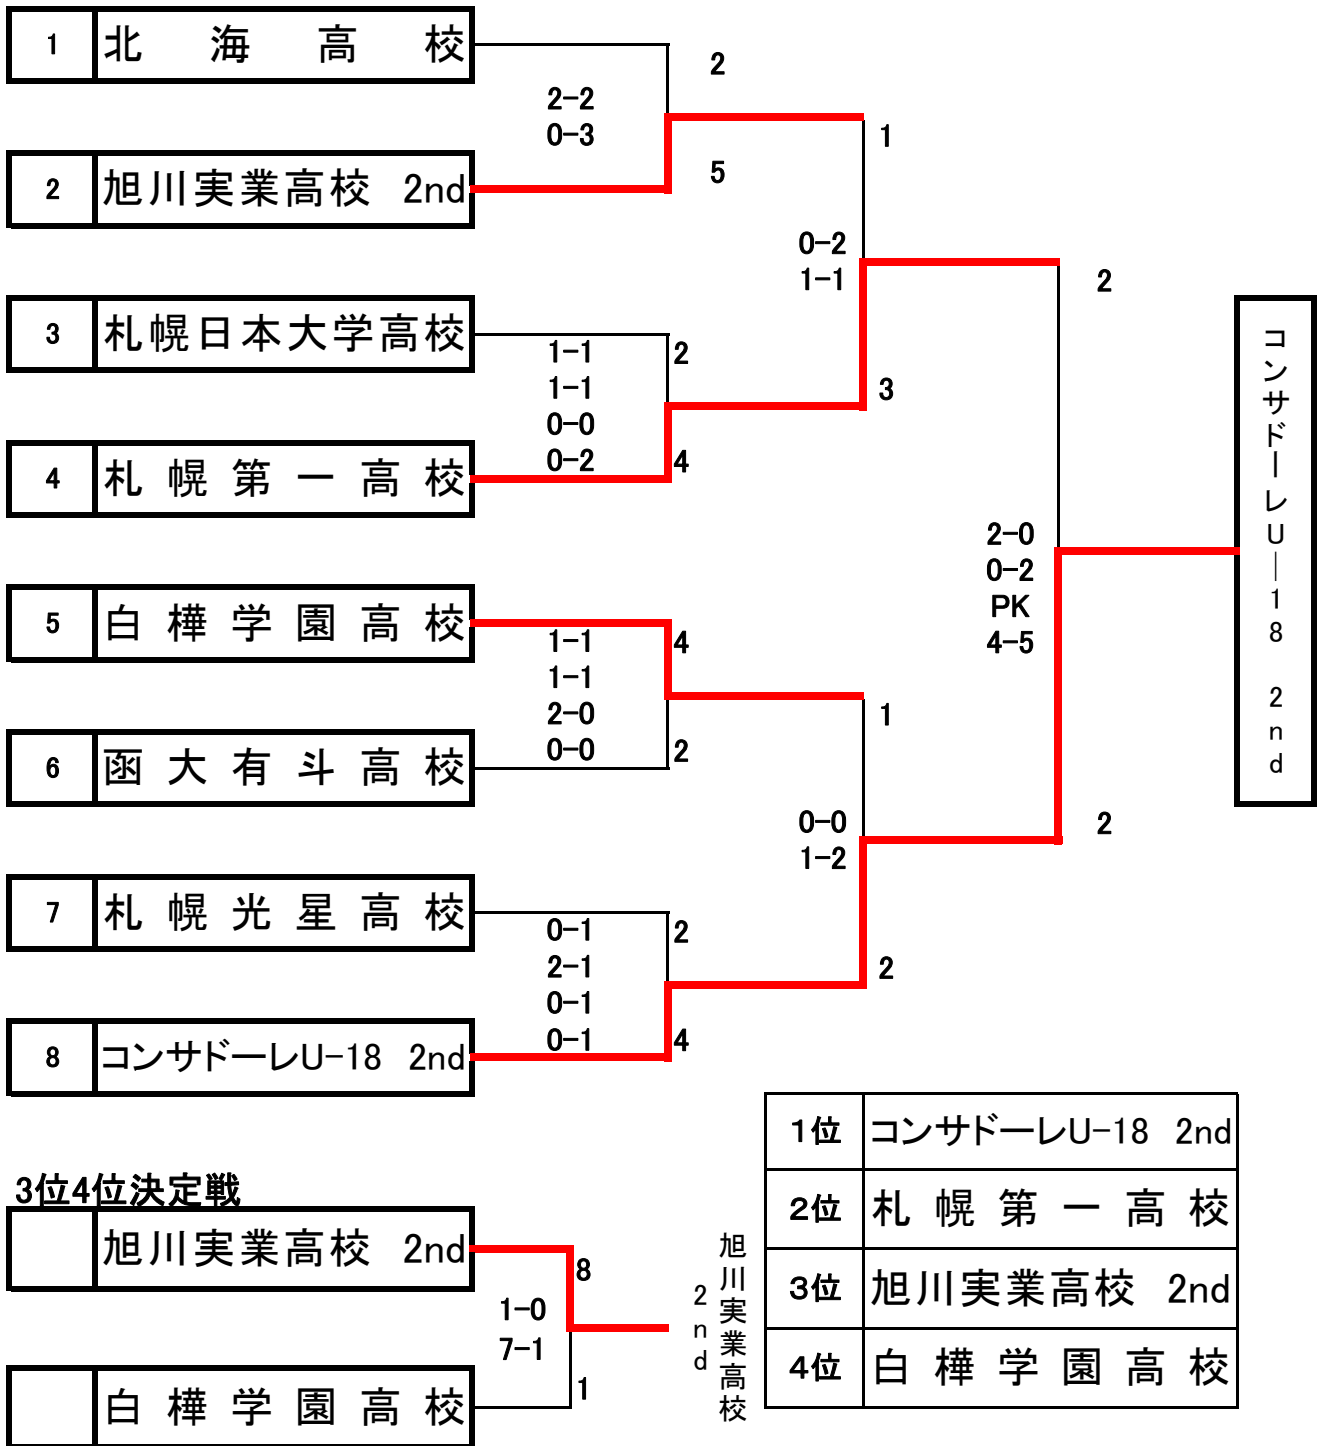 1 北海高校
2
2-2
0-3
1
2 旭川実業高校 2nd
5
0-2
1-1
2
3 札幌日本大学高校
1-1
1-1
0-0
0-2
2
3
4 札幌第一高校
4
コンサドーレU-18 2nd
2-0
0-2
PK
4-5
5 白樺学園高校
1-1
1-1
2-0
0-0
4
1
6 函大有斗高校
2
0-0
1-2
2
7 札幌光星高校
0-1
2-1
0-1
0-1
2
2
8 コンサドーレU-18 2nd
4
3位4位決定戦
旭川実業高校 2nd
8
1-0
7-1
旭川実業高校 2nd
白樺学園高校
1
1位 コンサドーレU-18 2nd
2位 札幌第一高校
3位 旭川実業高校 2nd
4位 白樺学園高校